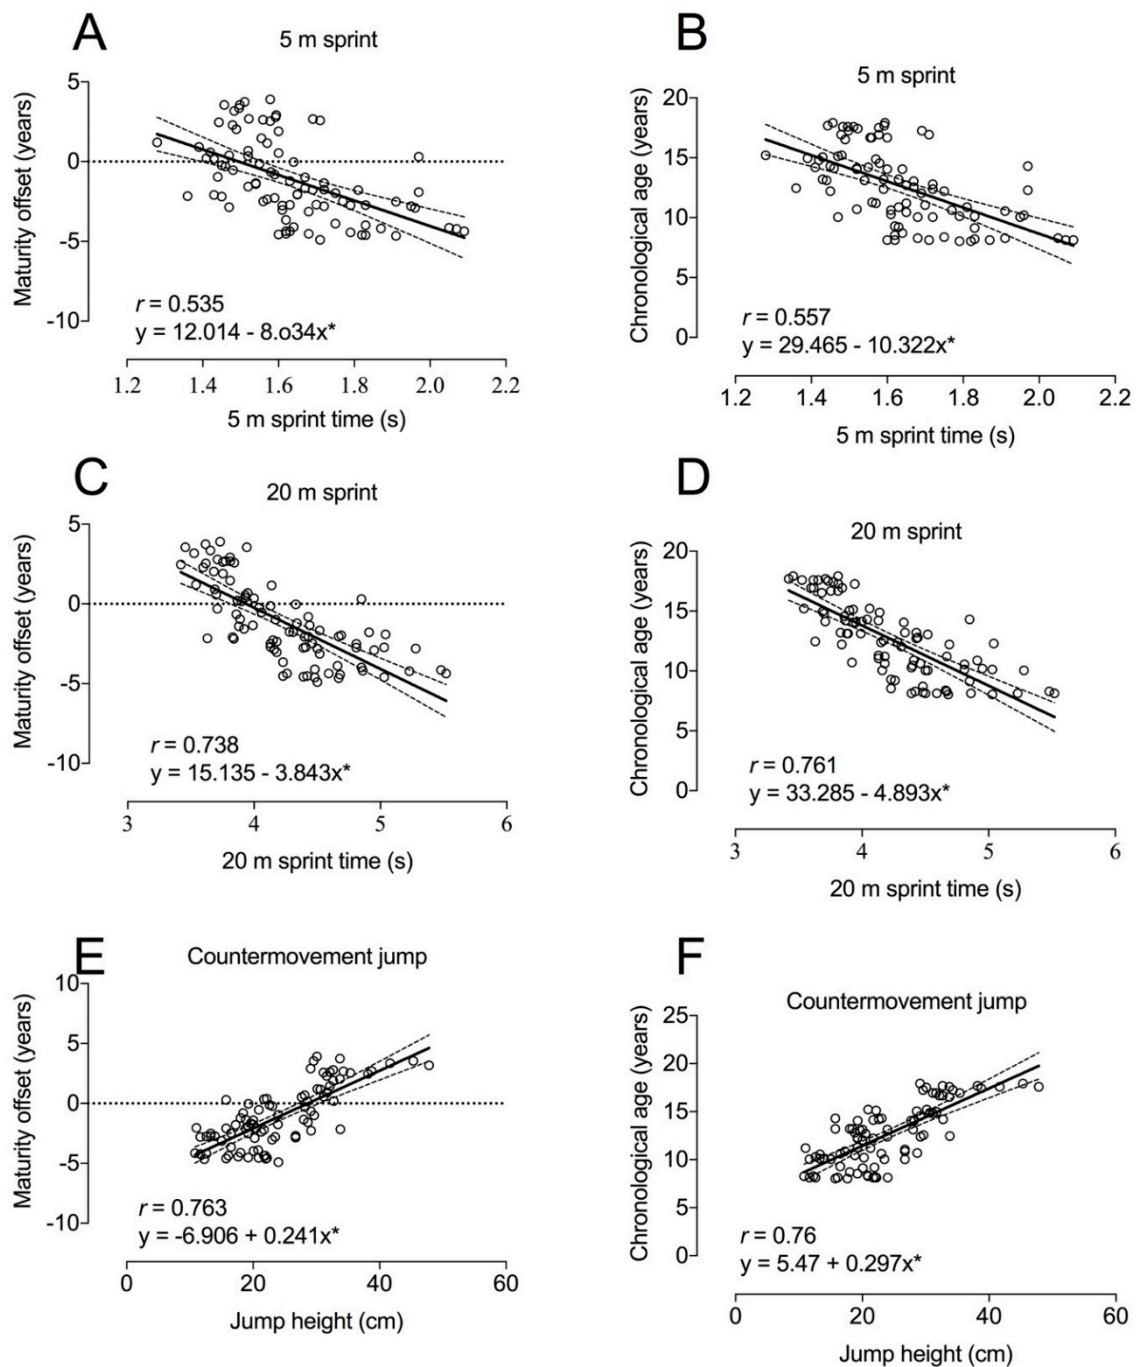 A
5 m sprint
Maturity offset (years)
5
0
-5
-10
r = 0.535
y = 12.014 - 8.o34x*
1.2 1.4 1.6 1.8 2.0 2.2
5 m sprint time (s)
B
5 m sprint
Chronological age (years)
20
15
10
5
0
r = 0.557
y = 29.465 - 10.322x*
1.2 1.4 1.6 1.8 2.0 2.2
5 m sprint time (s)
C
20 m sprint
Maturity offset (years)
5
0
-5
-10
r = 0.738
y = 15.135 - 3.843x*
3 4 5 6
20 m sprint time (s)
D
20 m sprint
Chronological age (years)
20
15
10
5
0
r = 0.761
y = 33.285 - 4.893x*
3 4 5 6
20 m sprint time (s)
E
Countermovement jump
Maturity offset (years)
10
5
0
-5
-10
r = 0.763
y = -6.906 + 0.241x*
0 20 40 60
Jump height (cm)
F
Countermovement jump
Chronological age (years)
25
20
15
10
5
0
r = 0.76
y = 5.47 + 0.297x*
0 20 40 60
Jump height (cm)